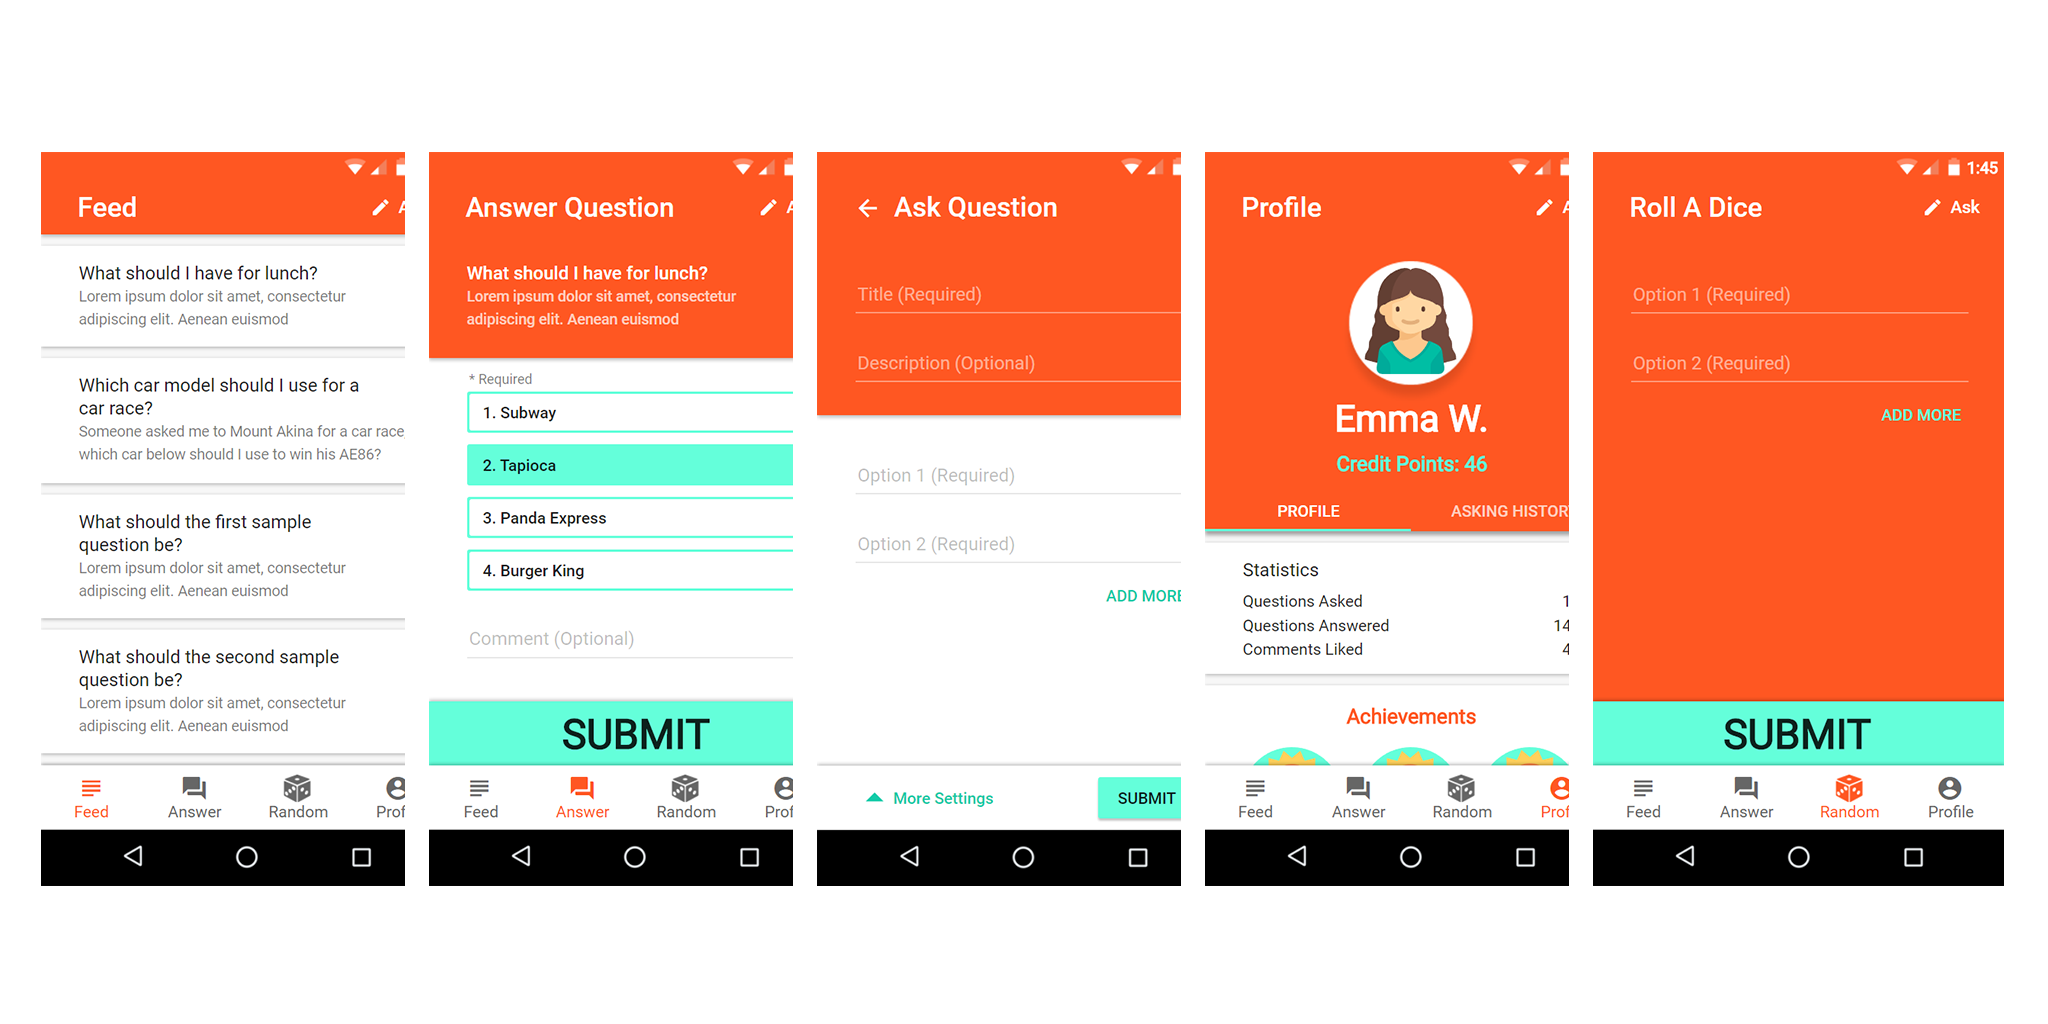 Feed
What should I have for lunch?
Lorem ipsum dolor sit amet, consectetur
adipiscing elit. Aenean euismod
Which car model should I use for a
car race?
Someone asked me to Mount Akina for a car race
which car below should I use to win his AE86?
What should the first sample
question be?
Lorem ipsum dolor sit amet, consectetur
adipiscing elit. Aenean euismod
What should the second sample
question be?
Lorem ipsum dolor sit amet, consectetur
adipiscing elit. Aenean euismod
Feed Answer Random Prof
Answer Question
What should I have for lunch?
Lorem ipsum dolor sit amet, consectetur
adipiscing elit. Aenean euismod
* Required
1. Subway
2. Tapioca
3. Panda Express
4. Burger King
Comment (Optional)
SUBMIT
Feed Answer Random Prof
Ask Question
Title (Required)
Description (Optional)
Option 1 (Required)
Option 2 (Required)
ADD MORE
More Settings SUBMIT
Profile
Emma W.
Credit Points: 46
PROFILE ASKING HISTOR
Statistics
Questions Asked 1
Questions Answered 14
Comments Liked 4
Achievements
Feed Answer Random Prof
1:45
Roll A Dice Ask
Option 1 (Required)
Option 2 (Required)
ADD MORE
SUBMIT
Feed Answer Random Profile